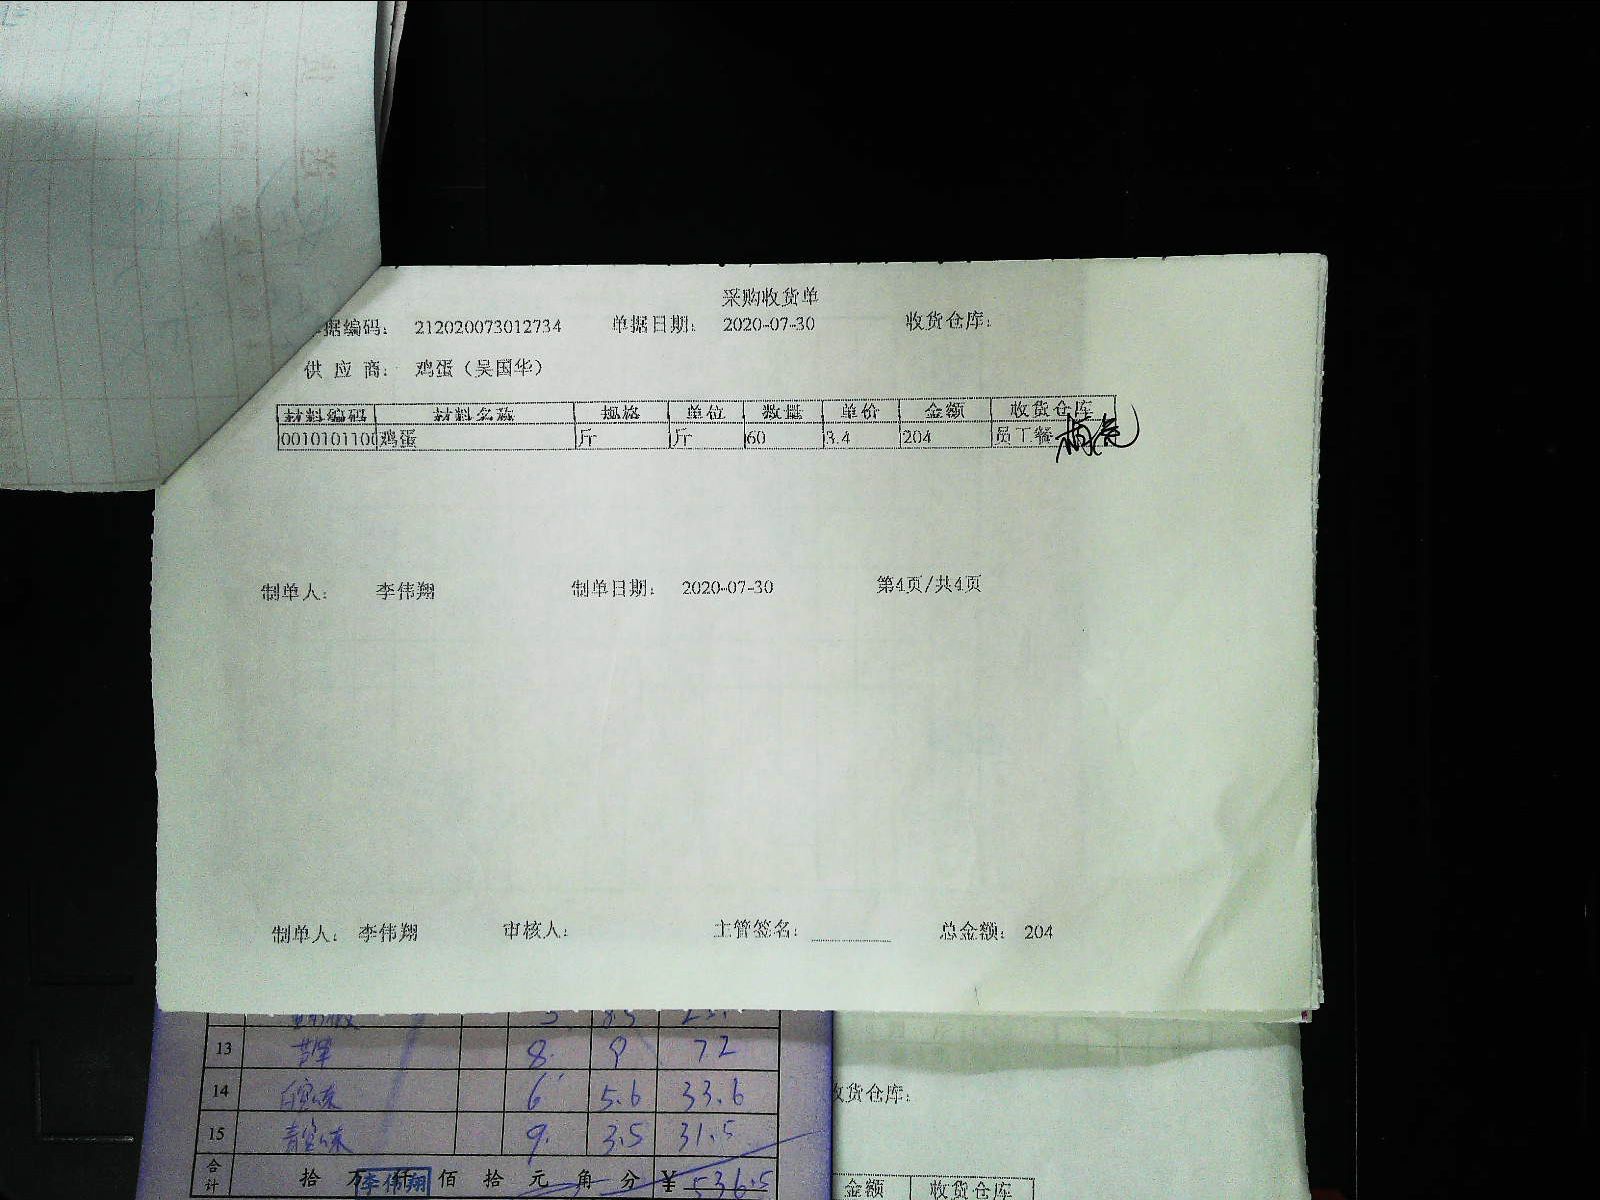 采购收货单
据编码： 212020073012734 单据日期： 2020-07-30 收货仓库：
供 应 商： 鸡蛋（吴国华）
材料编码 材料名称 规格 单位 数量 单价 金额 收货仓库
0010101100 鸡蛋 斤 斤 60 3.4 204 员工餐
制单人： 李伟翔 制单日期： 2020-07-30 第4页/共4页
制单人： 李伟翔 审核人： 主管签名： 总金额： 204
13 8 9 72
14 6 5.6 33.6
15 9 3.5 31.5
合计 拾 万 仟 佰 拾 元 角 分 ¥ 536.5
李伟翔
收货仓库：
金额 收货仓库